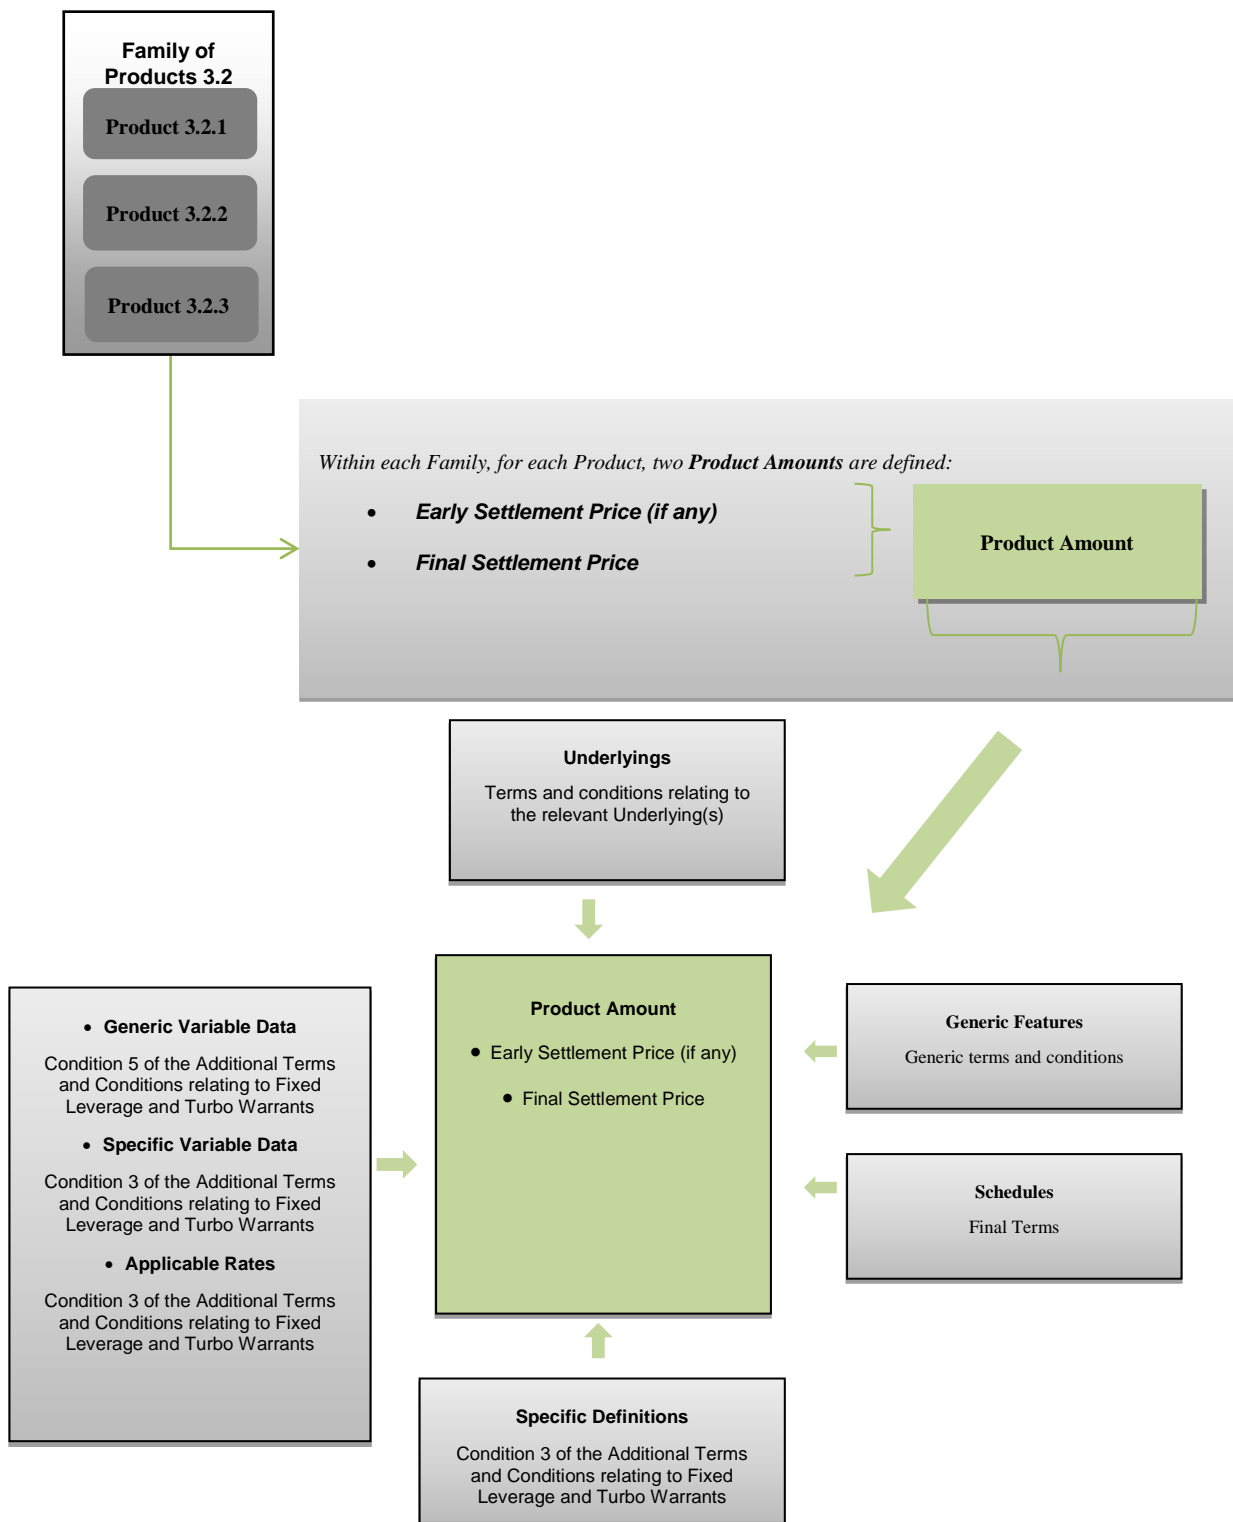 Family of
Products 3.2
Product 3.2.1
Product 3.2.2
Product 3.2.3
Within each Family, for each Product, two Product Amounts are defined:
• Early Settlement Price (if any)
• Final Settlement Price
Product Amount
Underlyings
Terms and conditions relating to
the relevant Underlying(s)
• Generic Variable Data
Condition 5 of the Additional Terms
and Conditions relating to Fixed
Leverage and Turbo Warrants
• Specific Variable Data
Condition 3 of the Additional Terms
and Conditions relating to Fixed
Leverage and Turbo Warrants
• Applicable Rates
Condition 3 of the Additional Terms
and Conditions relating to Fixed
Leverage and Turbo Warrants
Product Amount
• Early Settlement Price (if any)
• Final Settlement Price
Generic Features
Generic terms and conditions
Schedules
Final Terms
Specific Definitions
Condition 3 of the Additional Terms
and Conditions relating to Fixed
Leverage and Turbo Warrants